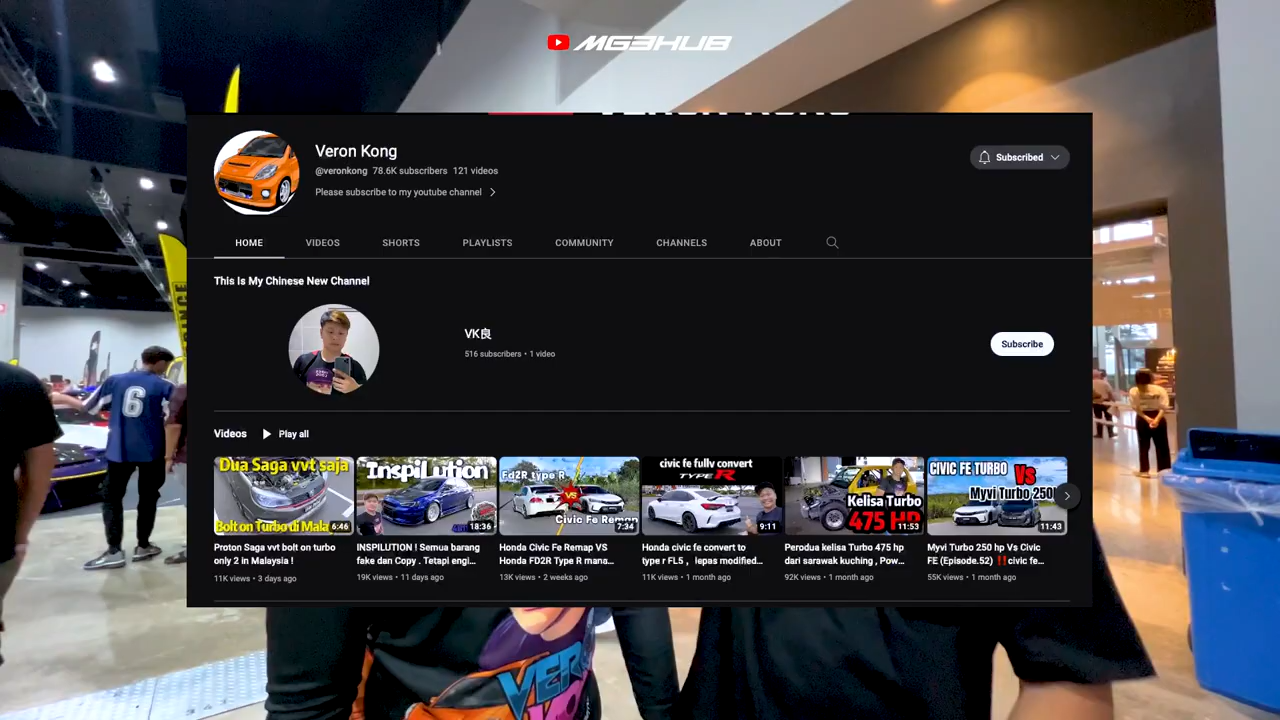 MG3HUB
VERON KONG
Veron Kong
@veronkong 78.6K subscribers 121 videos
Please subscribe to my youtube channel
Subscribed
HOME VIDEOS SHORTS PLAYLISTS COMMUNITY CHANNELS ABOUT
This Is My Chinese New Channel
VK良
516 subscribers • 1 video
Subscribe
Videos Play all
Dua Saga vvt saja
Bolt on Turbo di Mala
6:46
InspiLution
18:36
Fd2R type R
VS
Civic Fe Remap
7:34
civic fe fully convert
TYPE R
9:11
Kelisa Turbo
475 HP
11:53
CIVIC FE TURBO
Vs
Myvi Turbo 250
11:43
Proton Saga vvt bolt on turbo
only 2 in Malaysia !
11K views • 3 days ago
INSPILUTION ! Semua barang
fake dan Copy . Tetapi engi...
19K views • 11 days ago
Honda Civic Fe Remap VS
Honda FD2R Type R mana...
13K views • 2 weeks ago
Honda civic fe convert to
type r FL5 ， lepas modified...
11K views • 1 month ago
Perodua kelisa Turbo 475 hp
dari sarawak kuching , Pow...
92K views • 1 month ago
Myvi Turbo 250 hp Vs Civic
FE (Episode.52) ‼️civic fe...
55K views • 1 month ago
6
VER